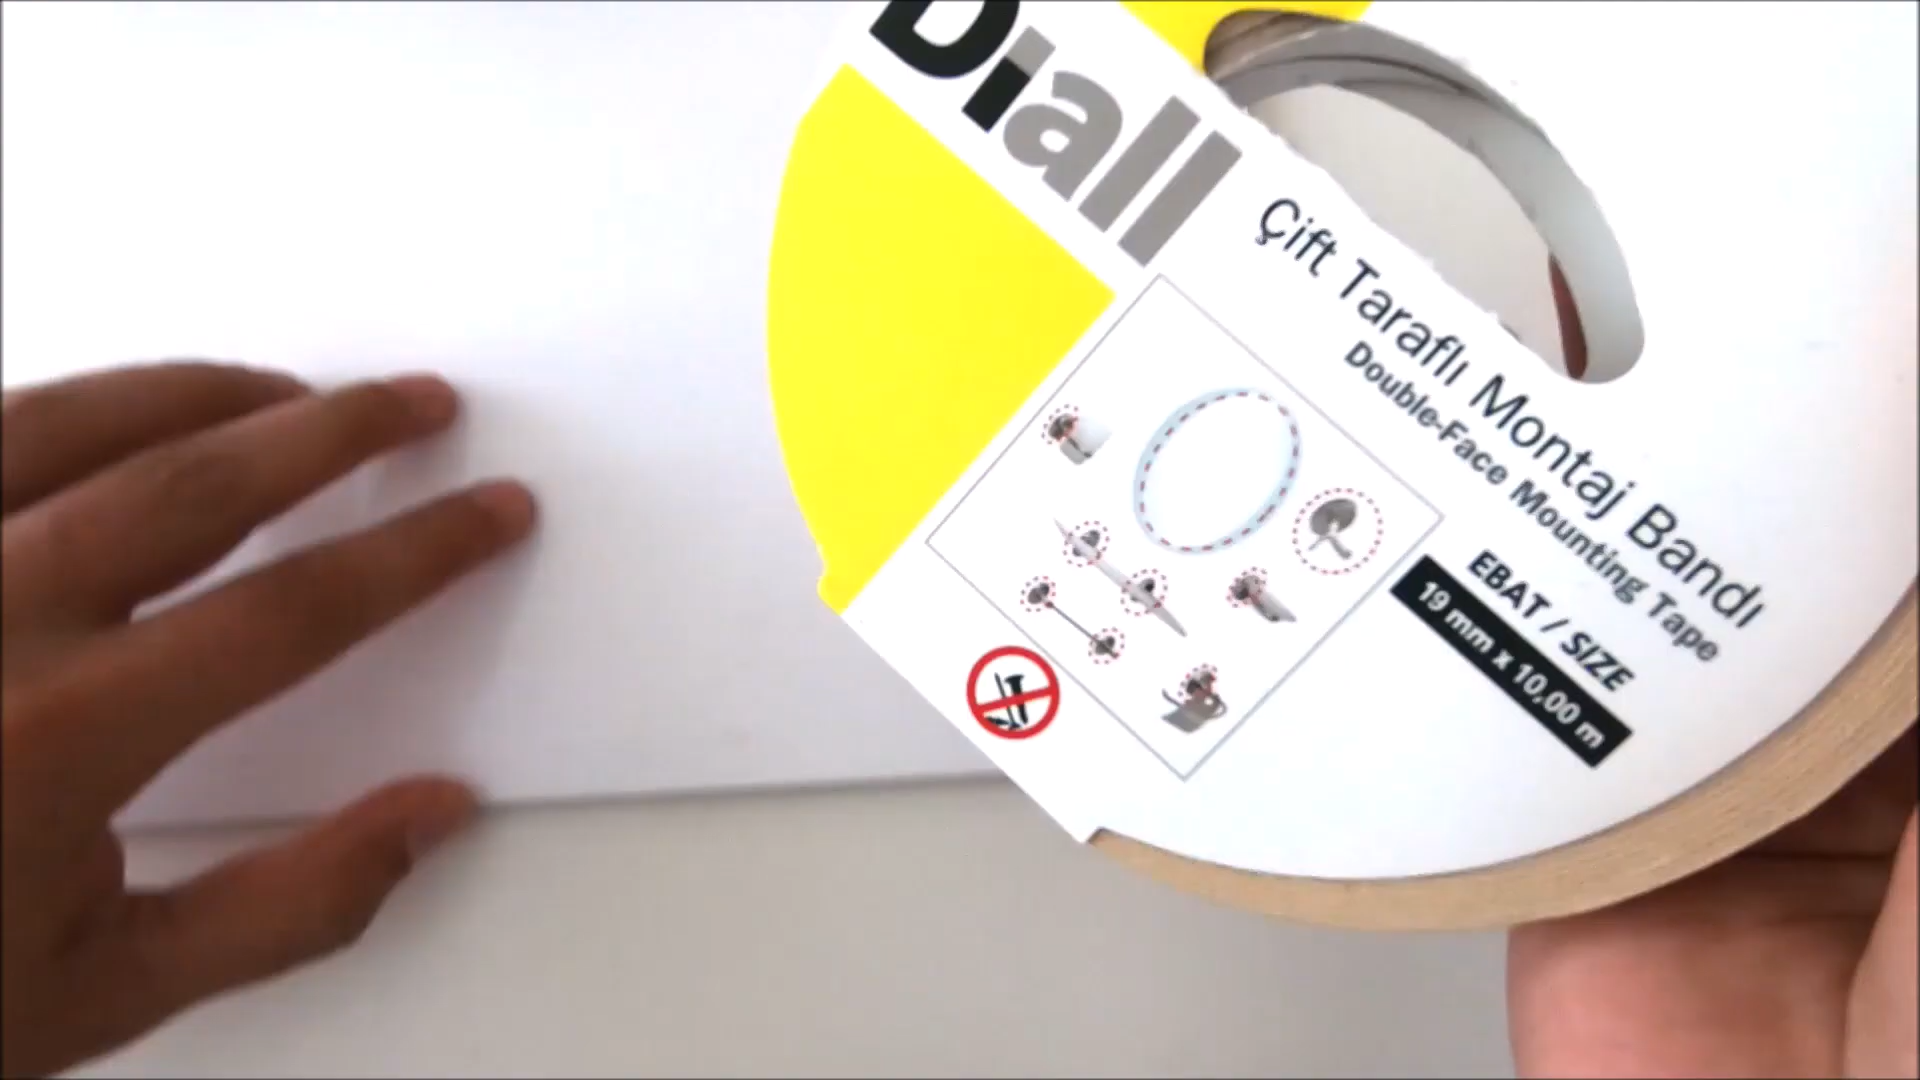 Diall
Çift Taraflı Montaj Bandı
Double-Face Mounting Tape
EBAT / SIZE
19 mm x 10,00 m